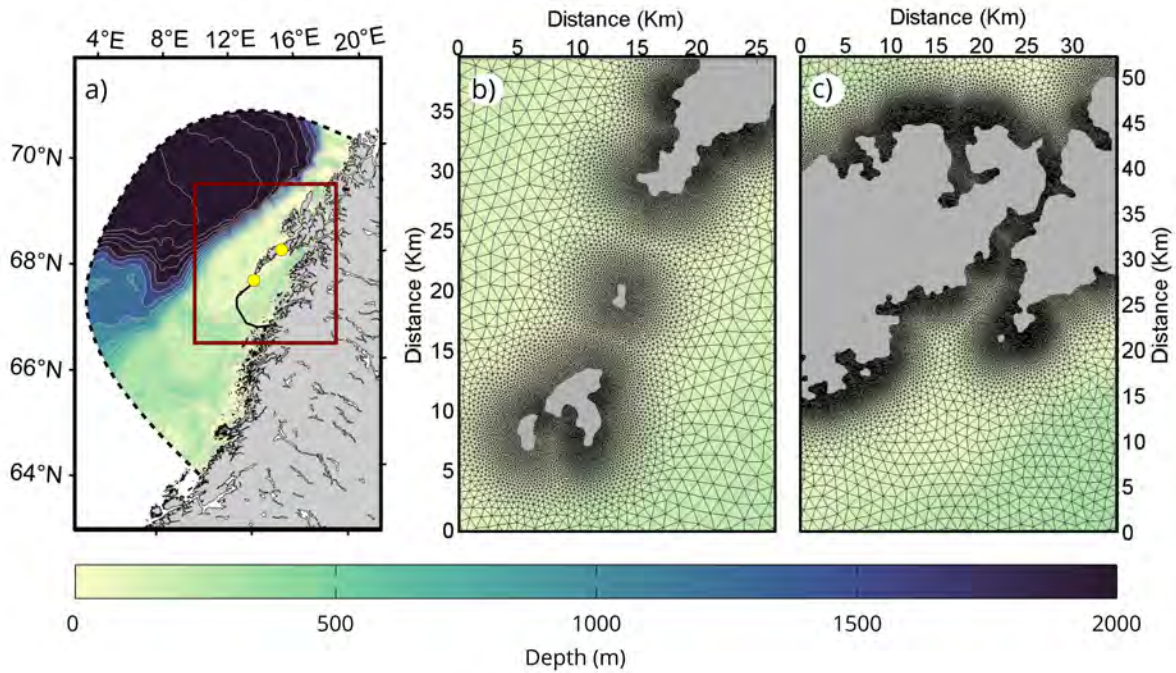 Distance (Km)
Distance (Km)
4°E 8°E 12°E 16°E 20°E
0 5 10 15 20 25
0 5 10 15 20 25 30
a)
b)
c)
70°N
68°N
66°N
64°N
Distance (Km)
35
30
25
20
15
10
5
0
50
45
40
35
30
25
20
15
10
5
0
Distance (Km)
0 500 1000 1500 2000
Depth (m)